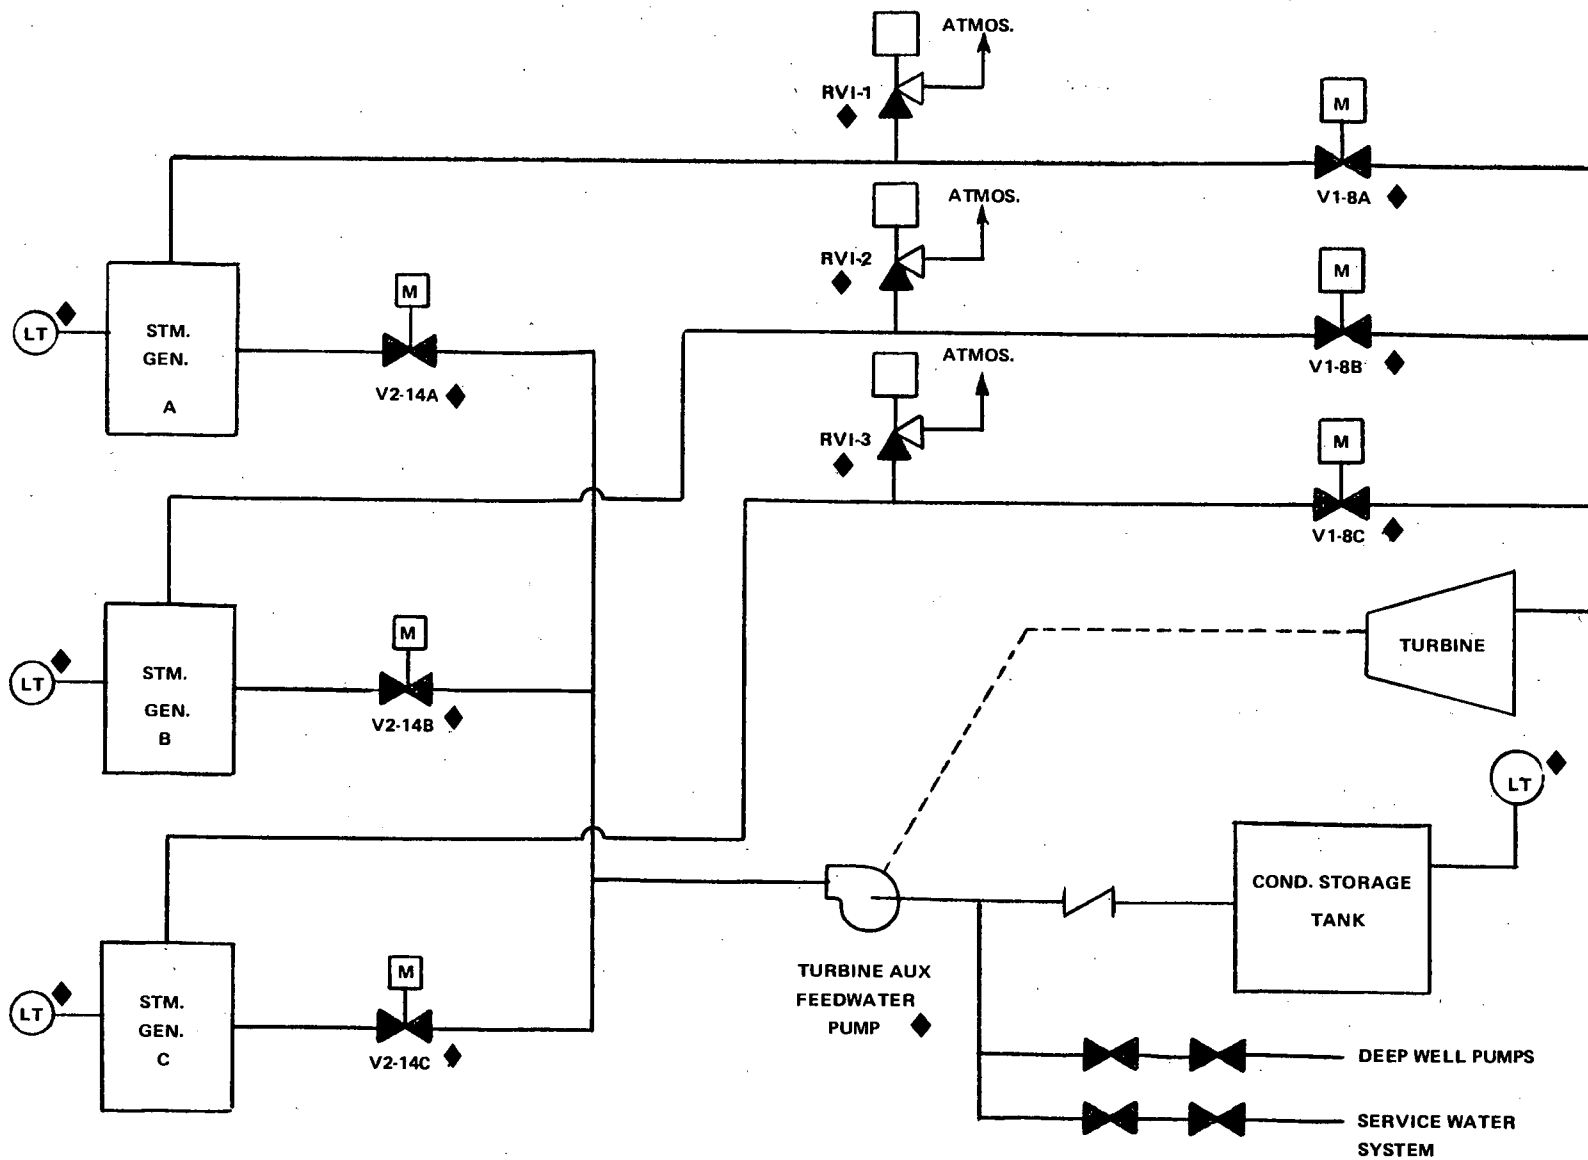 ATMOS.
RVI-1
M
V1-8A
ATMOS.
RVI-2
M
V1-8B
ATMOS.
RVI-3
M
V1-8C
LT
STM.
GEN.
A
M
V2-14A
LT
STM.
GEN.
B
M
V2-14B
TURBINE
LT
COND. STORAGE
TANK
LT
STM.
GEN.
C
M
V2-14C
TURBINE AUX
FEEDWATER
PUMP
DEEP WELL PUMPS
SERVICE WATER
SYSTEM